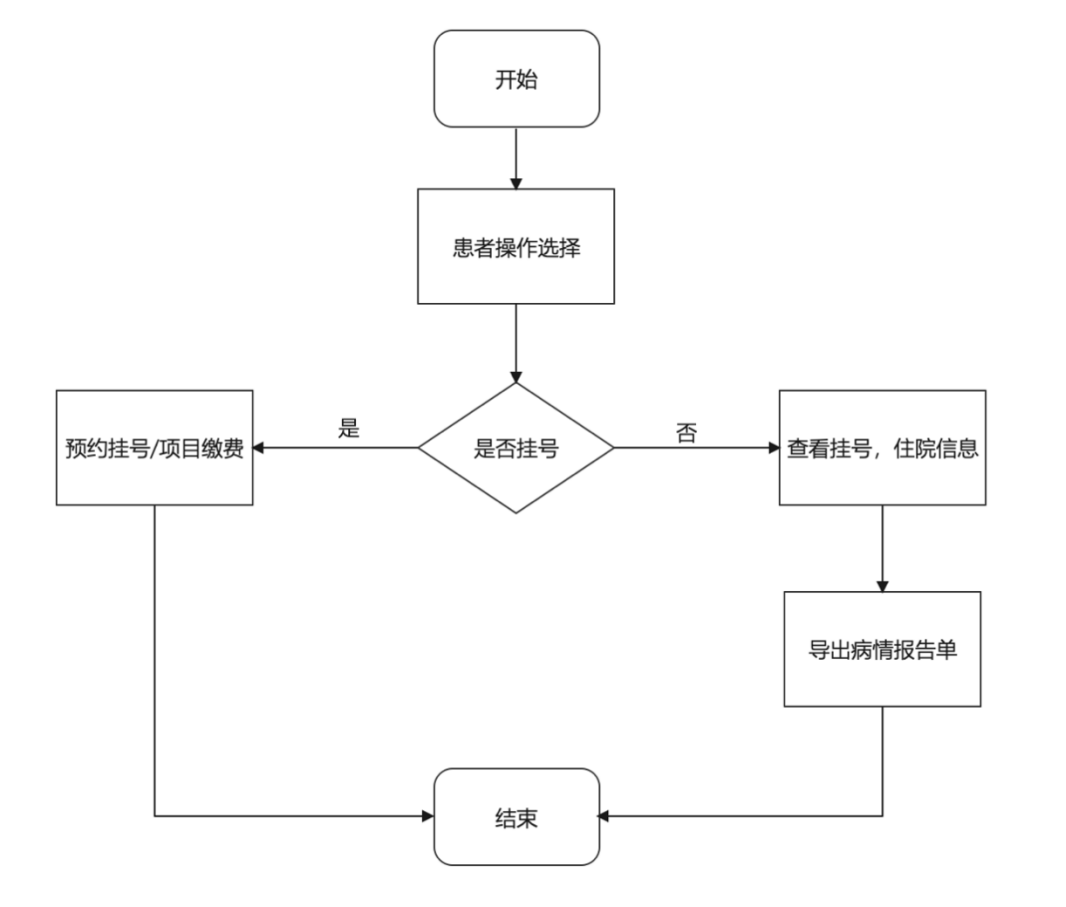 开始
患者操作选择
是
否
预约挂号/项目缴费
是否挂号
查看挂号，住院信息
导出病情报告单
结束